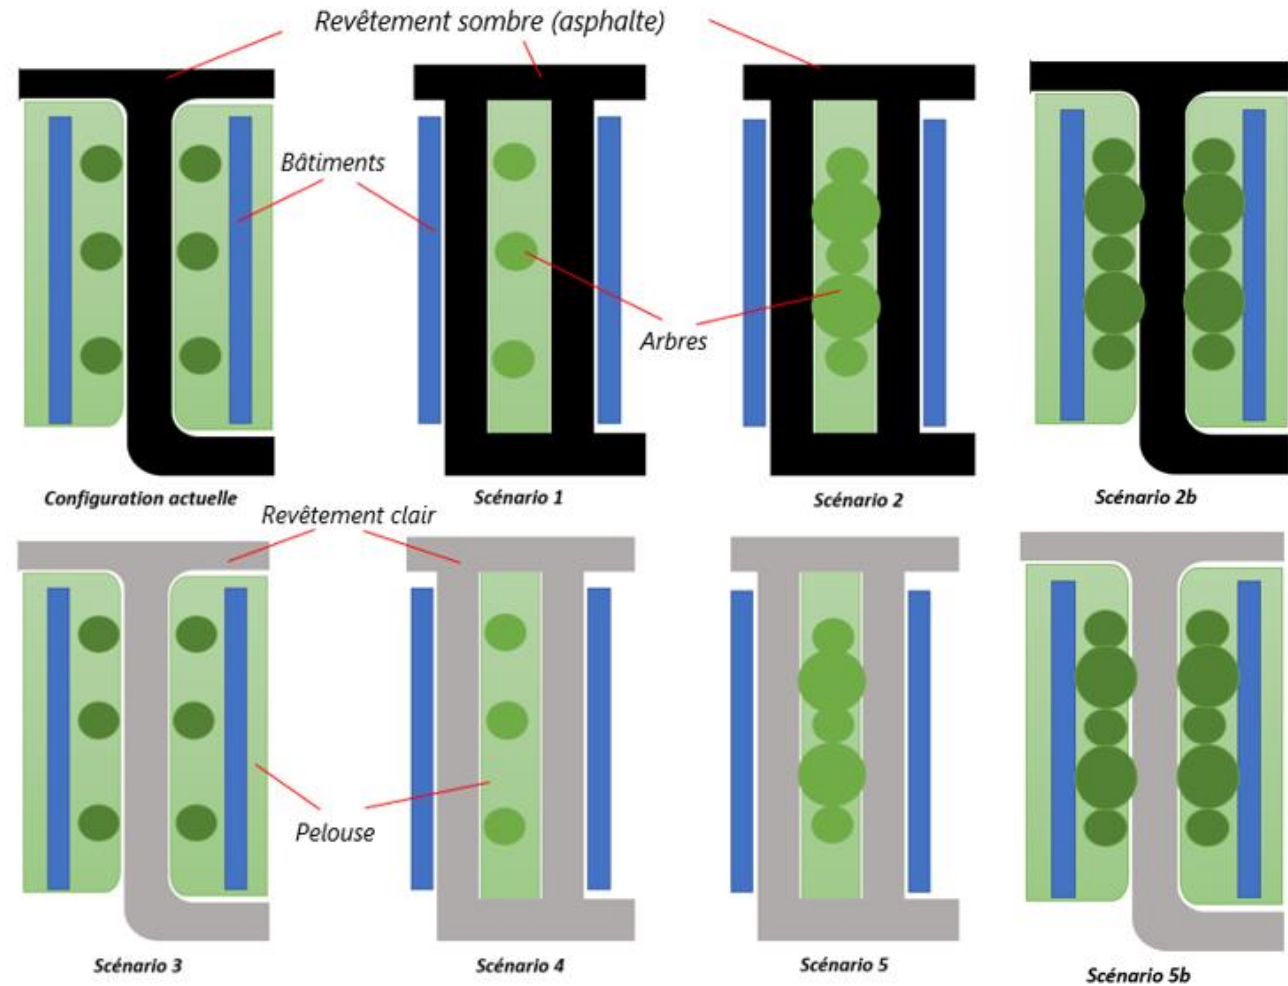 Revêtement sombre (asphalte)
Bâtiments
Arbres
Configuration actuelle
Scénario 1
Scénario 2
Scénario 2b
Revêtement clair
Pelouse
Scénario 3
Scénario 4
Scénario 5
Scénario 5b